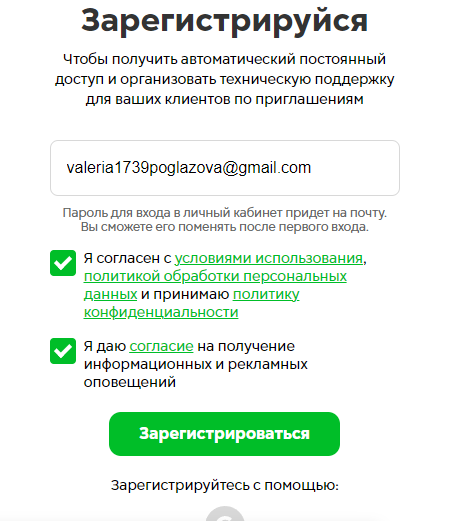 Зарегистрируйся
Чтобы получить автоматический постоянный
доступ и организовать техническую поддержку
для ваших клиентов по приглашениям
valeria1739poglazova@gmail.com
Пароль для входа в личный кабинет придет на почту.
Вы сможете его поменять после первого входа.
Я согласен с условиями использования,
политикой обработки персональных
данных и принимаю политику
конфиденциальности
Я даю согласие на получение
информационных и рекламных
оповещений
Зарегистрироваться
Зарегистрируйтесь с помощью: